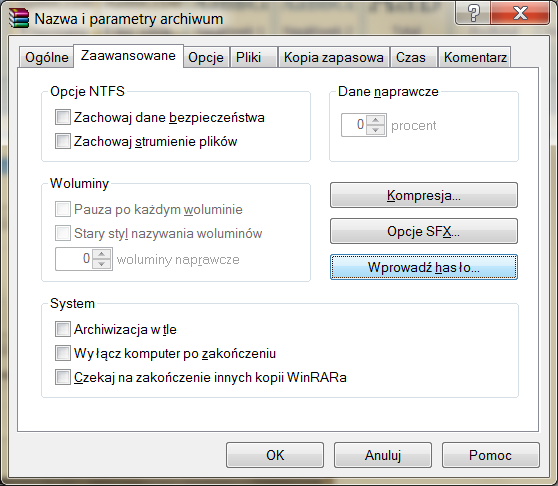 Nazwa i parametry archiwum
Ogólne Zaawansowane Opcje Pliki Kopia zapasowa Czas Komentarz
Opcje NTFS
Zachowaj dane bezpieczeństwa
Zachowaj strumienie plików
Dane naprawcze
0 procent
Woluminy
Pauza po każdym woluminie
Stary styl nazywania woluminów
0 woluminy naprawcze
Kompresja...
Opcje SFX...
Wprowadź hasło...
System
Archiwizacja w tle
Wyłącz komputer po zakończeniu
Czekaj na zakończenie innych kopii WinRARa
OK Anuluj Pomoc